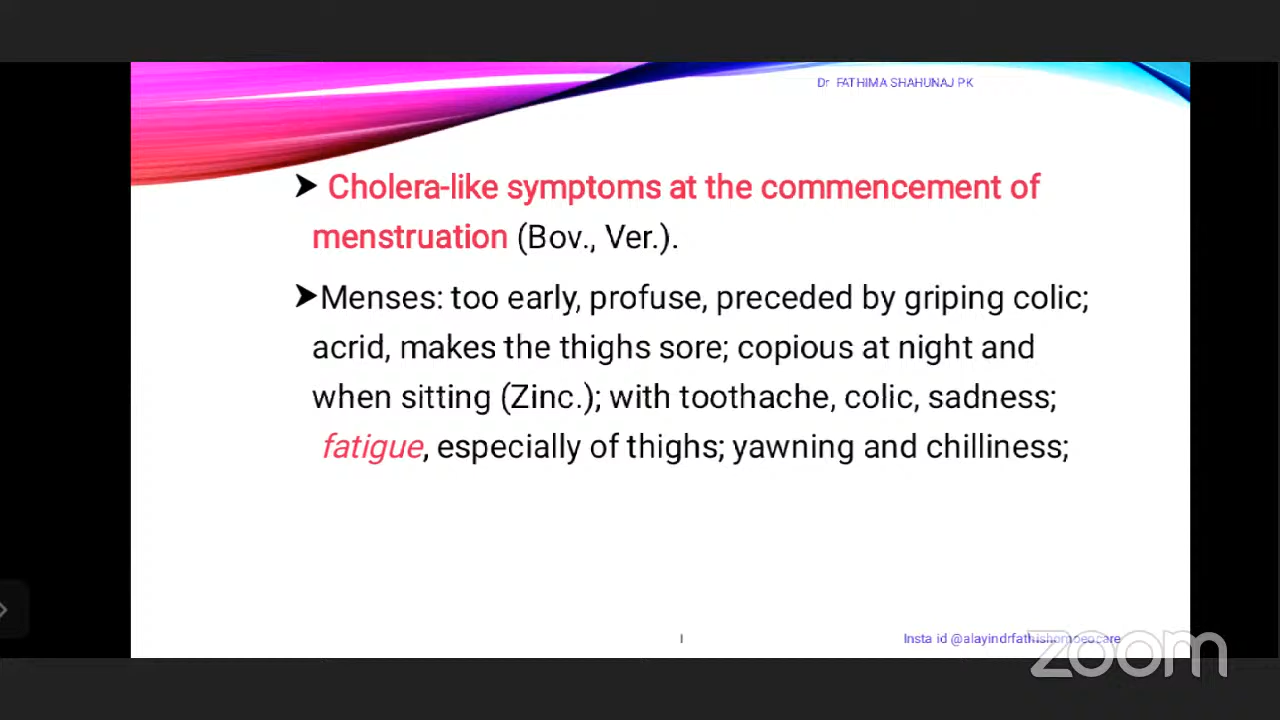 Dr FATHIMA SHAHUNAJ PK
➤ Cholera-like symptoms at the commencement of
menstruation (Bov., Ver.).
➤Menses: too early, profuse, preceded by griping colic;
acrid, makes the thighs sore; copious at night and
when sitting (Zinc.); with toothache, colic, sadness;
fatigue, especially of thighs; yawning and chilliness;
Insta id @alayindrfathishomoeocare
zoom